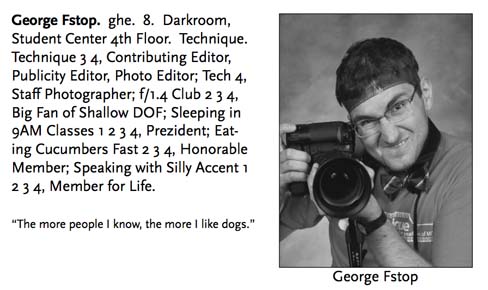 George Fstop. ghe. 8. Darkroom,
Student Center 4th Floor. Technique.
Technique 3 4, Contributing Editor,
Publicity Editor, Photo Editor; Tech 4,
Staff Photographer; f/1.4 Club 2 3 4,
Big Fan of Shallow DOF; Sleeping in
9AM Classes 1 2 3 4, Prezident; Eat-
ing Cucumbers Fast 2 3 4, Honorable
Member; Speaking with Silly Accent 1
2 3 4, Member for Life.
“The more people I know, the more I like dogs.”
George Fstop